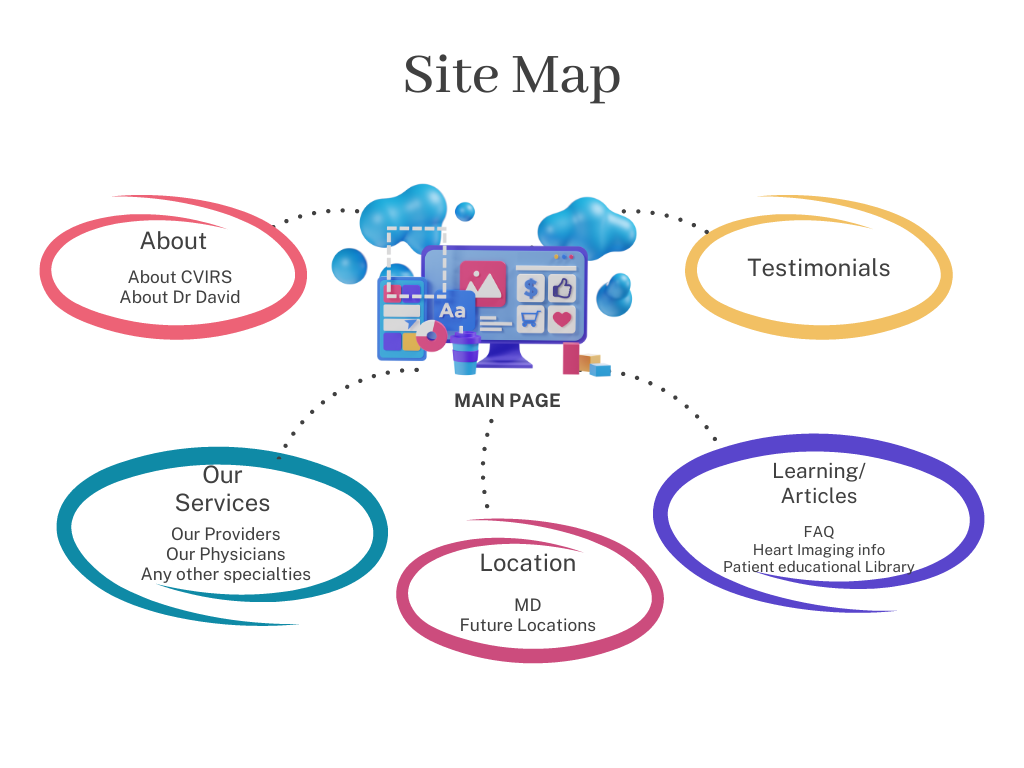 Site Map
About
About CVIRS
About Dr David
Testimonials
Aa
$
MAIN PAGE
Our
Services
Our Providers
Our Physicians
Any other specialties
Location
MD
Future Locations
Learning/
Articles
FAQ
Heart Imaging info
Patient educational Library